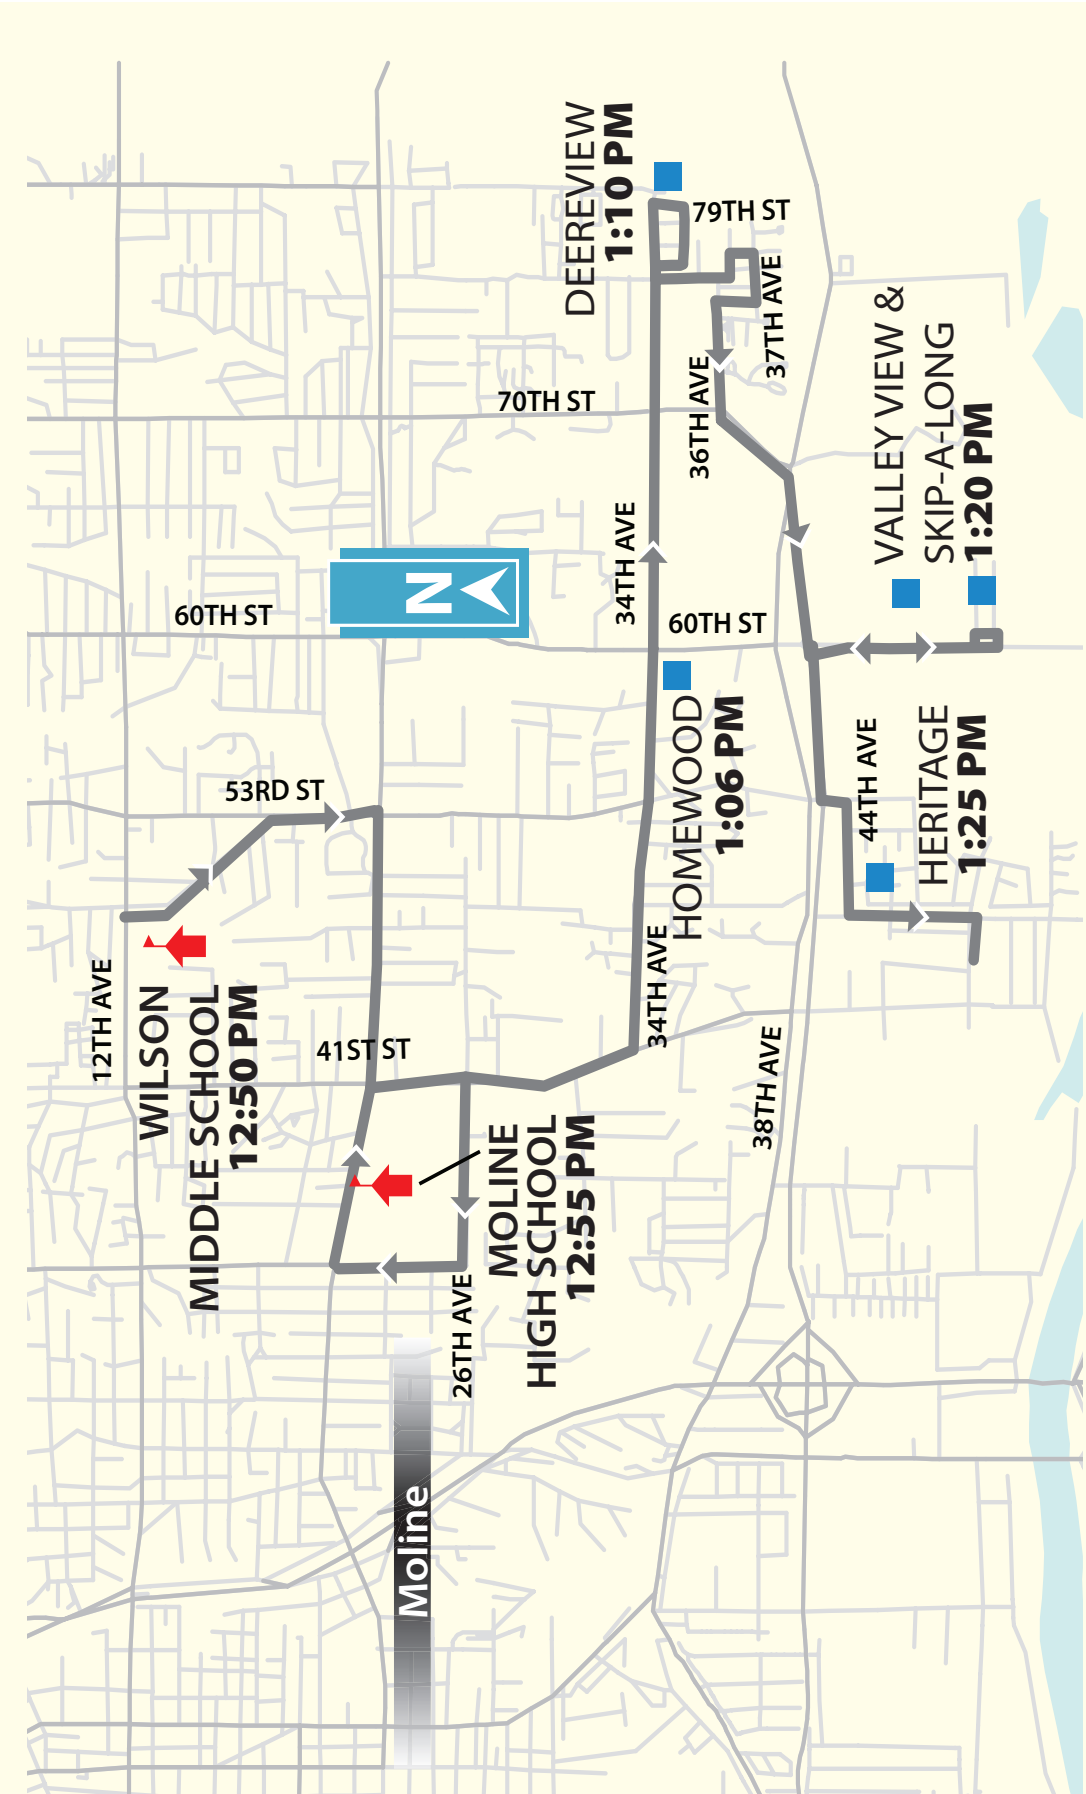 12TH AVE
WILSON
MIDDLE SCHOOL
12:50 PM
53RD ST
60TH ST
N
41ST ST
Moline
26TH AVE
MOLINE
HIGH SCHOOL
12:55 PM
70TH ST
DEEREVIEW
1:10 PM
34TH AVE
60TH ST
34TH AVE
HOMEWOOD
1:06 PM
79TH ST
36TH AVE
37TH AVE
38TH AVE
VALLEY VIEW &
SKIP-A-LONG
1:20 PM
44TH AVE
HERITAGE
1:25 PM